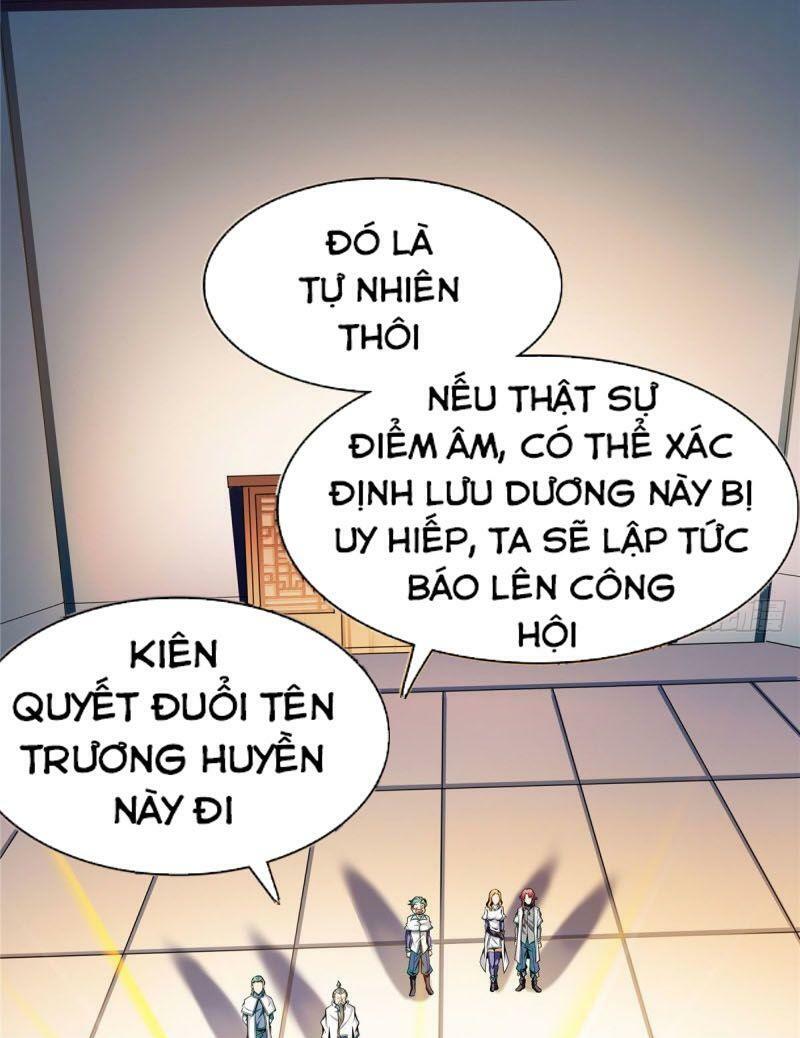 ĐÓ LÀ
TỰ NHIÊN
THÔI
NẾU THẬT SỰ
ĐIỂM ÂM, CÓ THỂ XÁC
ĐỊNH LƯU DƯƠNG NÀY BỊ
UY HIẾP, TA SẼ LẬP TỨC
BÁO LÊN CÔNG
HỘI
KIÊN
QUYẾT ĐUỔI TÊN
TRƯƠNG HUYỀN
NÀY ĐI